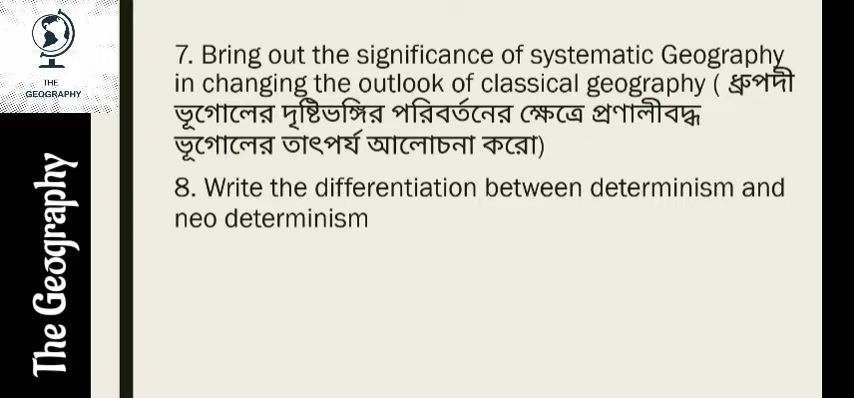 THE
GEOGRAPHY
The Geography
7. Bring out the significance of systematic Geography
in changing the outlook of classical geography ( ধ্রুপদী
ভূগোলের দৃষ্টিভঙ্গির পরিবর্তনের ক্ষেত্রে প্রণালীবদ্ধ
ভূগোলের তাৎপর্য আলোচনা করো)
8. Write the differentiation between determinism and
neo determinism